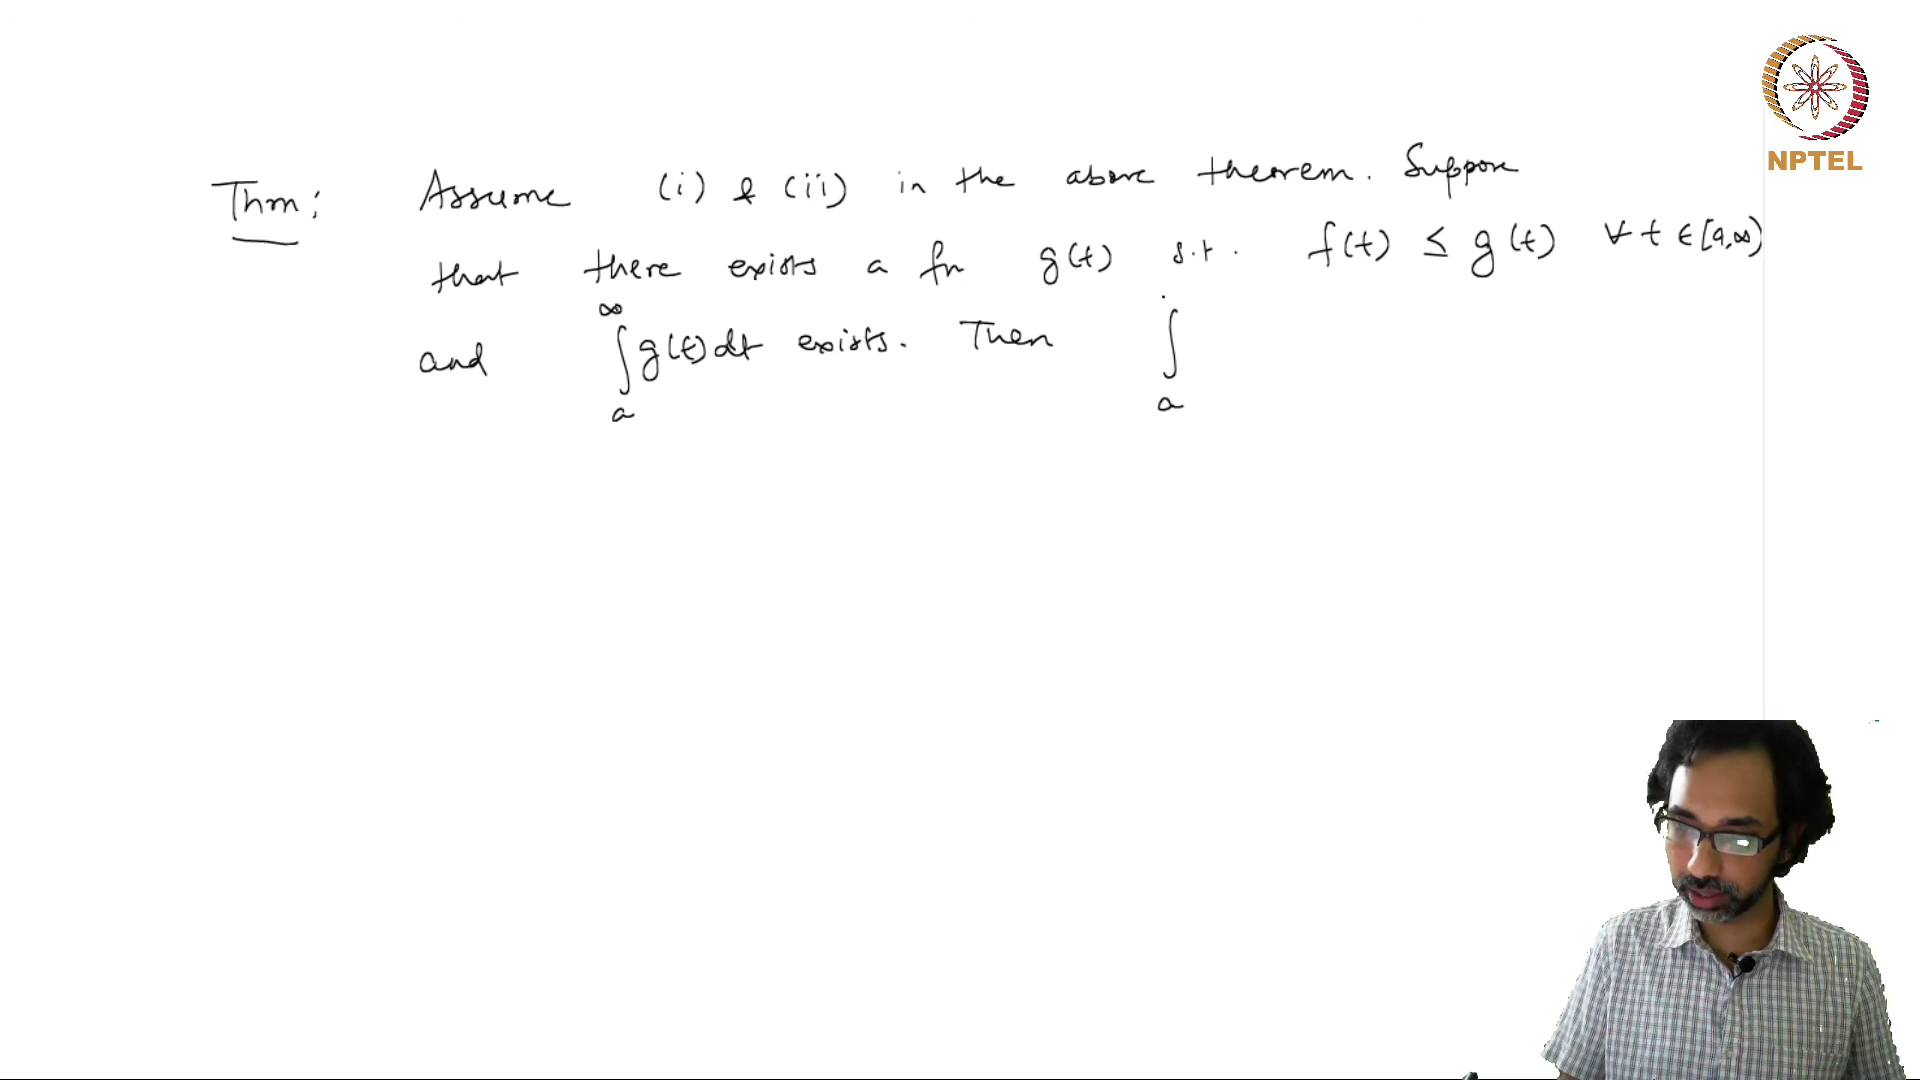 NPTEL
Thm: Assume (i) & (ii) in the above theorem. Suppose
that there exists a fn g(t) s.t. f(t) ≤ g(t) ∀ t ∈ [a,∞)
and ∫_a^∞ g(t)dt exists. Then ∫_a